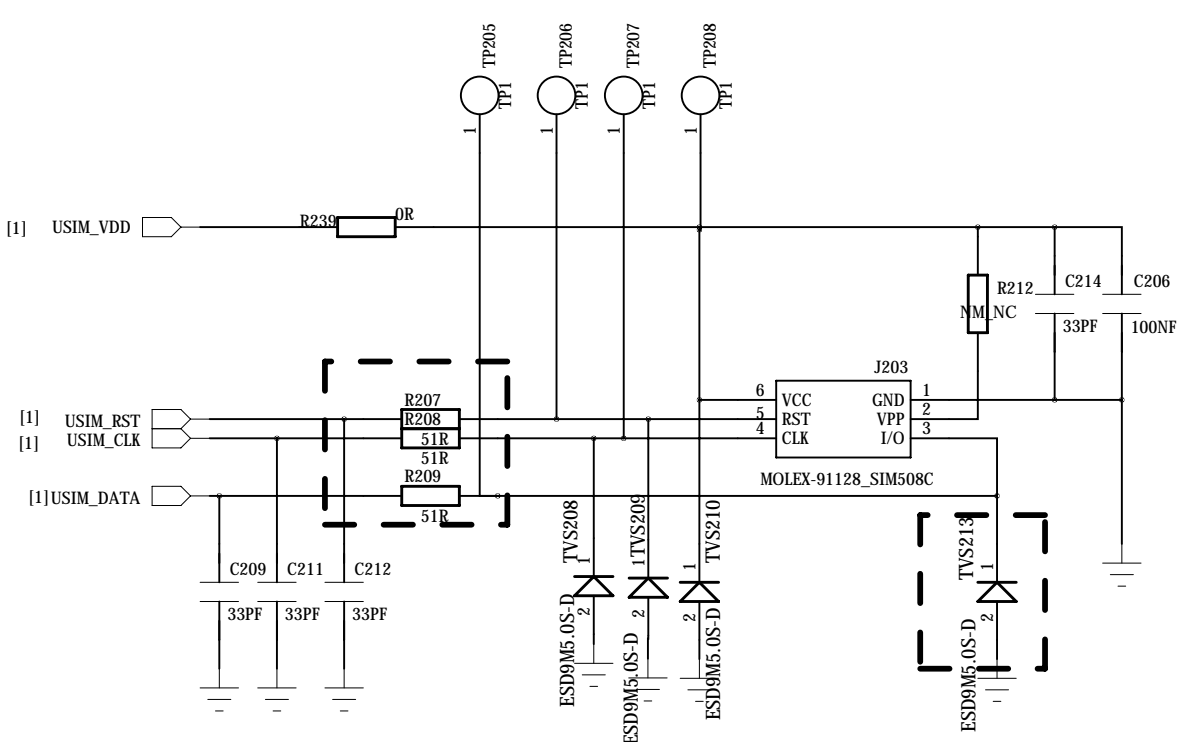 TP205
TP1
1
TP206
TP1
1
TP207
TP1
1
TP208
TP1
1
[1] USIM_VDD
R239
0R
R212
NM_NC
C214
33PF
C206
100NF
J203
6 VCC GND 1
5 RST VPP 2
4 CLK I/O 3
MOLEX-91128_SIM508C
[1] USIM_RST
[1] USIM_CLK
[1]USIM_DATA
R207
R208
51R
51R
R209
51R
C209
33PF
C211
33PF
C212
33PF
TVS208
1
2
ESD9M5.0S-D
TVS209
1
2
ESD9M5.0S-D
TVS210
1
2
ESD9M5.0S-D
TVS213
1
2
ESD9M5.0S-D